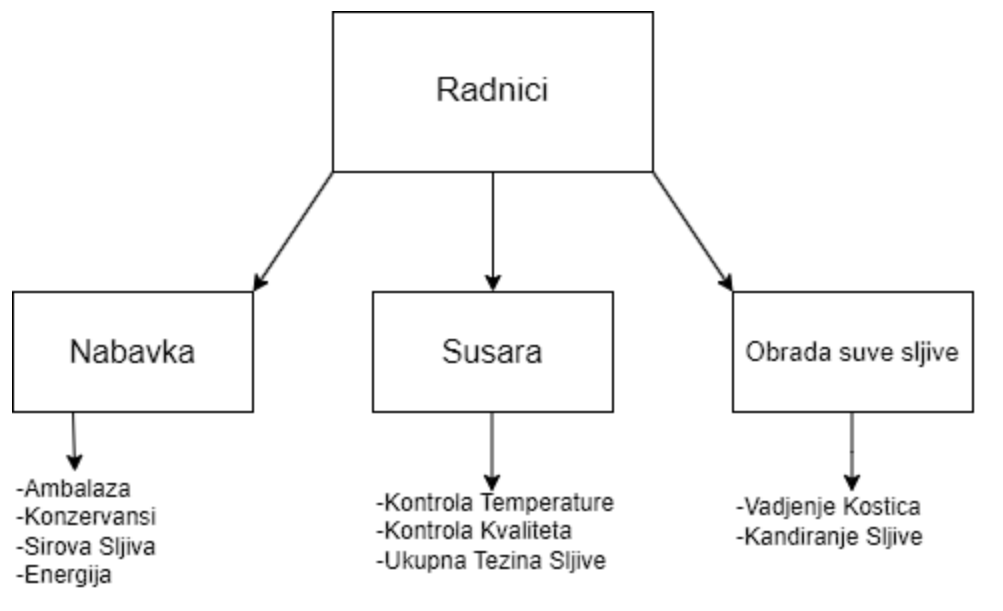 Radnici
Nabavka
Susara
Obrada suve sljive
-Ambalaza
-Konzervansi
-Sirova Sljiva
-Energija
-Kontrola Temperature
-Kontrola Kvaliteta
-Ukupna Tezina Sljive
-Vadjenje Kostica
-Kandiranje Sljive